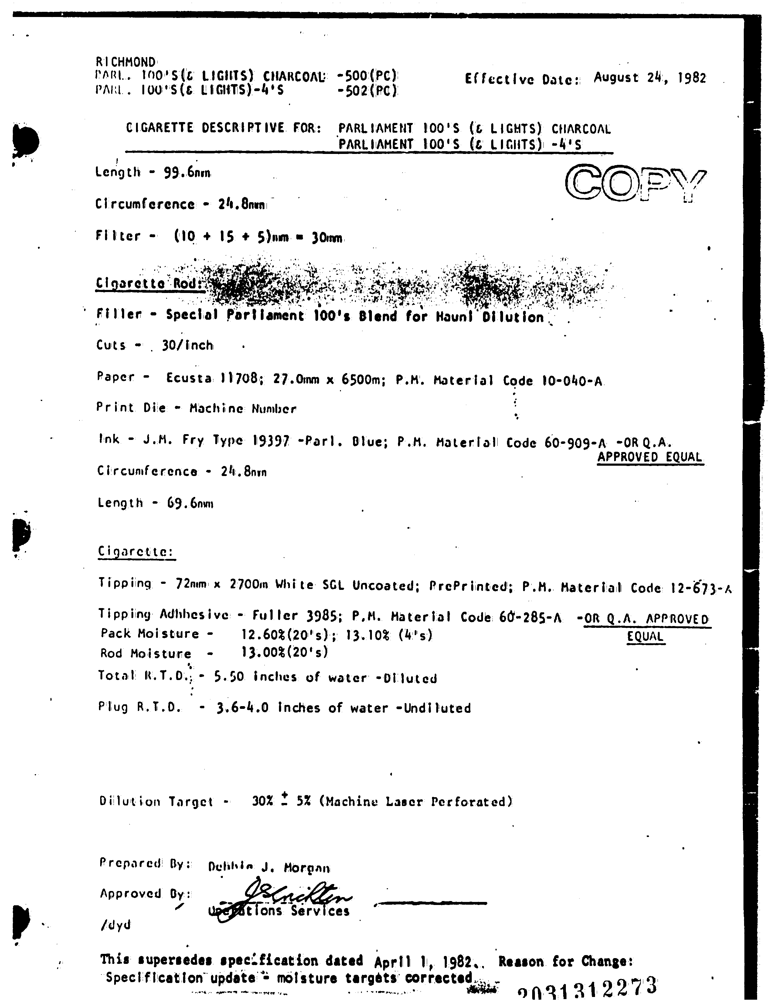 RICHMOND
PARL. 100'S(& LIGHTS) CHARCOAL -500(PC)
PARL. 100'S(& LIGHTS)-4'S -502(PC)
Effective Date: August 24, 1982
CIGARETTE DESCRIPTIVE FOR: PARLIAMENT 100'S (& LIGHTS) CHARCOAL
PARLIAMENT 100'S (& LIGHTS) -4'S
COPY
Length - 99.6mm
Circumference - 24.8mm
Filter - (10 + 15 + 5)mm = 30mm
Cigarette Rod:
Filler - Special Parliament 100's Blend for Hauni Dilution
Cuts - 30/inch
Paper - Ecusta 11708; 27.0mm x 6500m; P.M. Material Code 10-040-A
Print Die - Machine Number
Ink - J.M. Fry Type 19397 -Parl. Blue; P.M. Material Code 60-909-A -OR Q.A.
APPROVED EQUAL
Circumference - 24.8mm
Length - 69.6mm
Cigarette:
Tipping - 72mm x 2700m White SGL Uncoated; PrePrinted; P.M. Material Code 12-673-A
Tipping Adhhesive - Fuller 3985; P.M. Material Code 60-285-A -OR Q.A. APPROVED
EQUAL
Pack Moisture - 12.60%(20's); 13.10% (4's)
Rod Moisture - 13.00%(20's)
Total R.T.D. - 5.50 inches of water -Diluted
Plug R.T.D. - 3.6-4.0 inches of water -Undiluted
Dilution Target - 30% ± 5% (Machine Laser Perforated)
Prepared By: Debbie J. Morgan
Approved By:
Operations Services
/dyd
This supersedes specification dated April 1, 1982. Reason for Change:
Specification update - moisture targets corrected.
2031312273